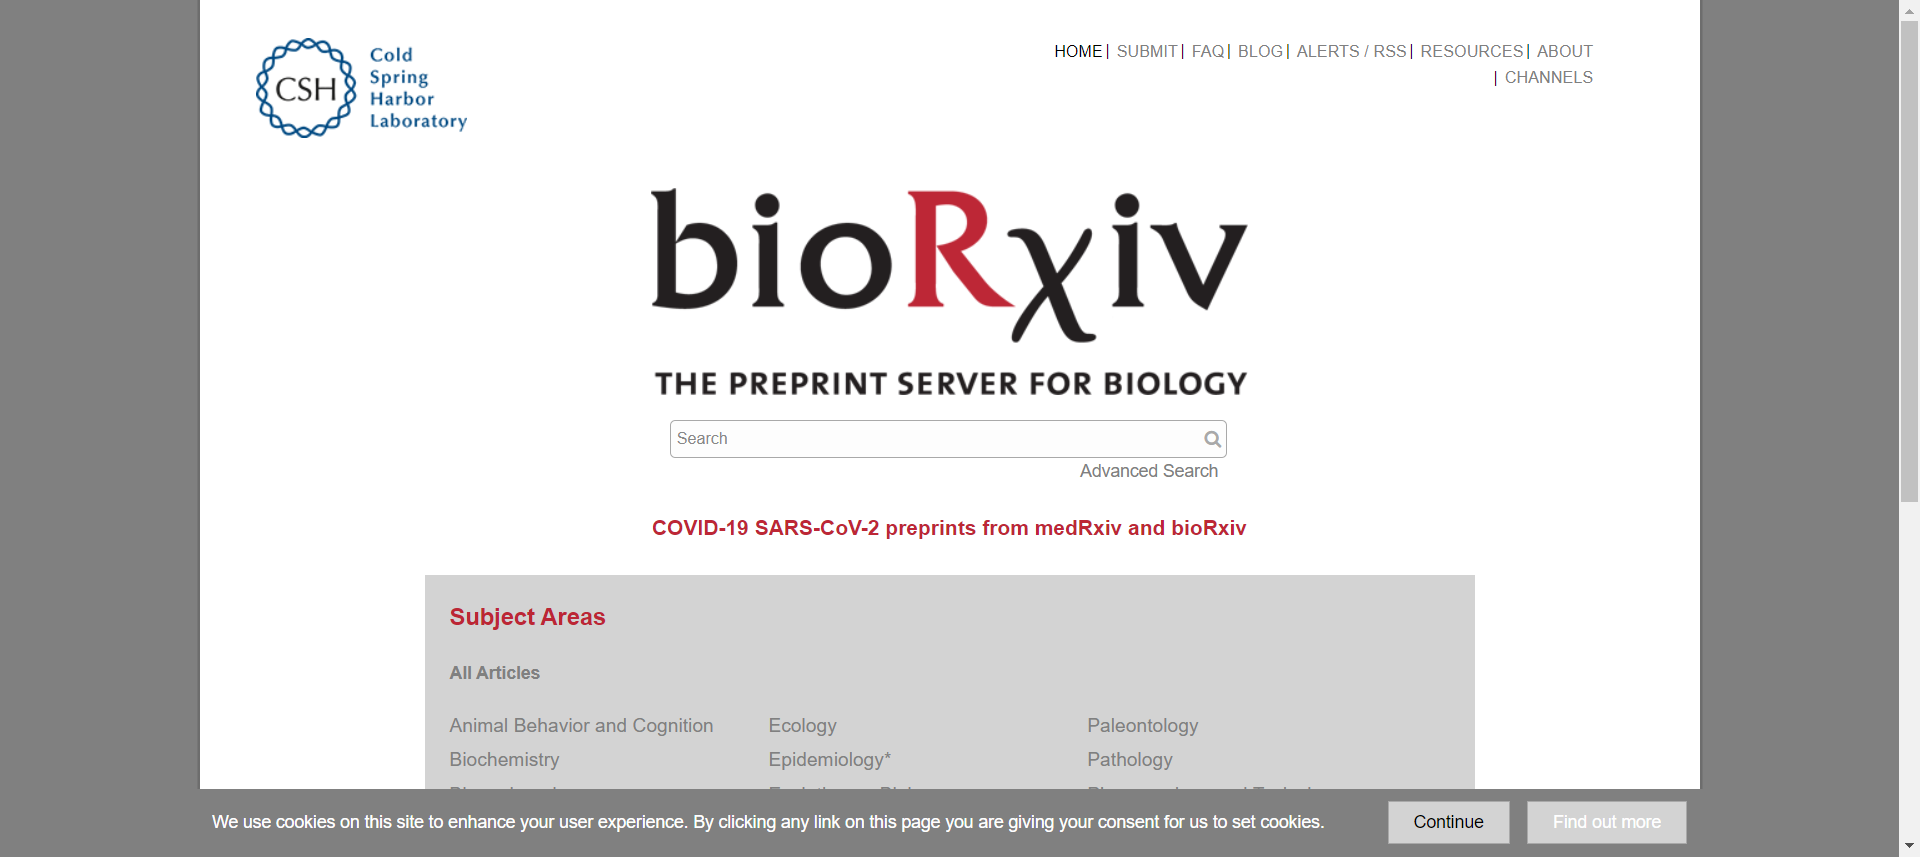 CSH
Cold
Spring
Harbor
Laboratory
HOME | SUBMIT | FAQ | BLOG | ALERTS / RSS | RESOURCES | ABOUT
| CHANNELS
bioRxiv
THE PREPRINT SERVER FOR BIOLOGY
Search
Advanced Search
COVID-19 SARS-CoV-2 preprints from medRxiv and bioRxiv
Subject Areas
All Articles
Animal Behavior and Cognition Ecology Paleontology
Biochemistry Epidemiology* Pathology
We use cookies on this site to enhance your user experience. By clicking any link on this page you are giving your consent for us to set cookies. Continue Find out more